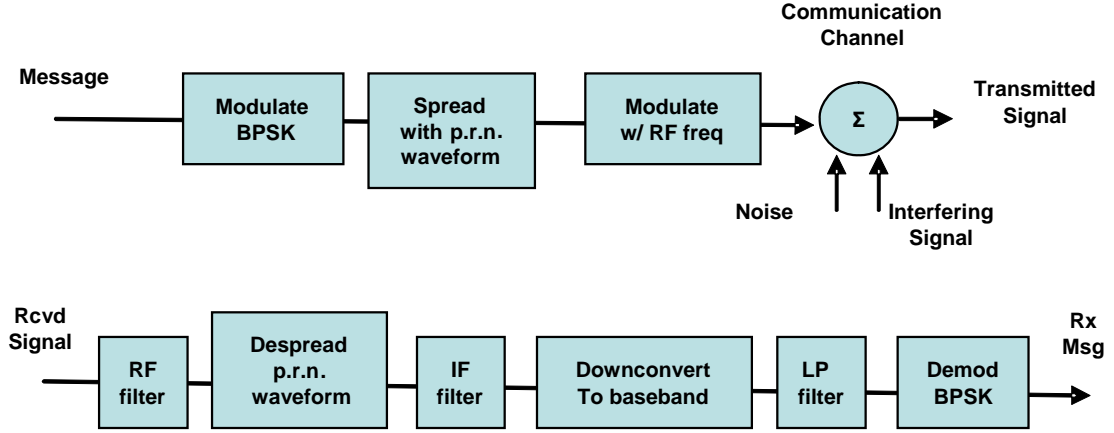 Communication
Channel
Message
Modulate
BPSK
Spread
with p.r.n.
waveform
Modulate
w/ RF freq
Σ
Transmitted
Signal
Noise
Interfering
Signal
Rcvd
Signal
RF
filter
Despread
p.r.n.
waveform
IF
filter
Downconvert
To baseband
LP
filter
Demod
BPSK
Rx
Msg